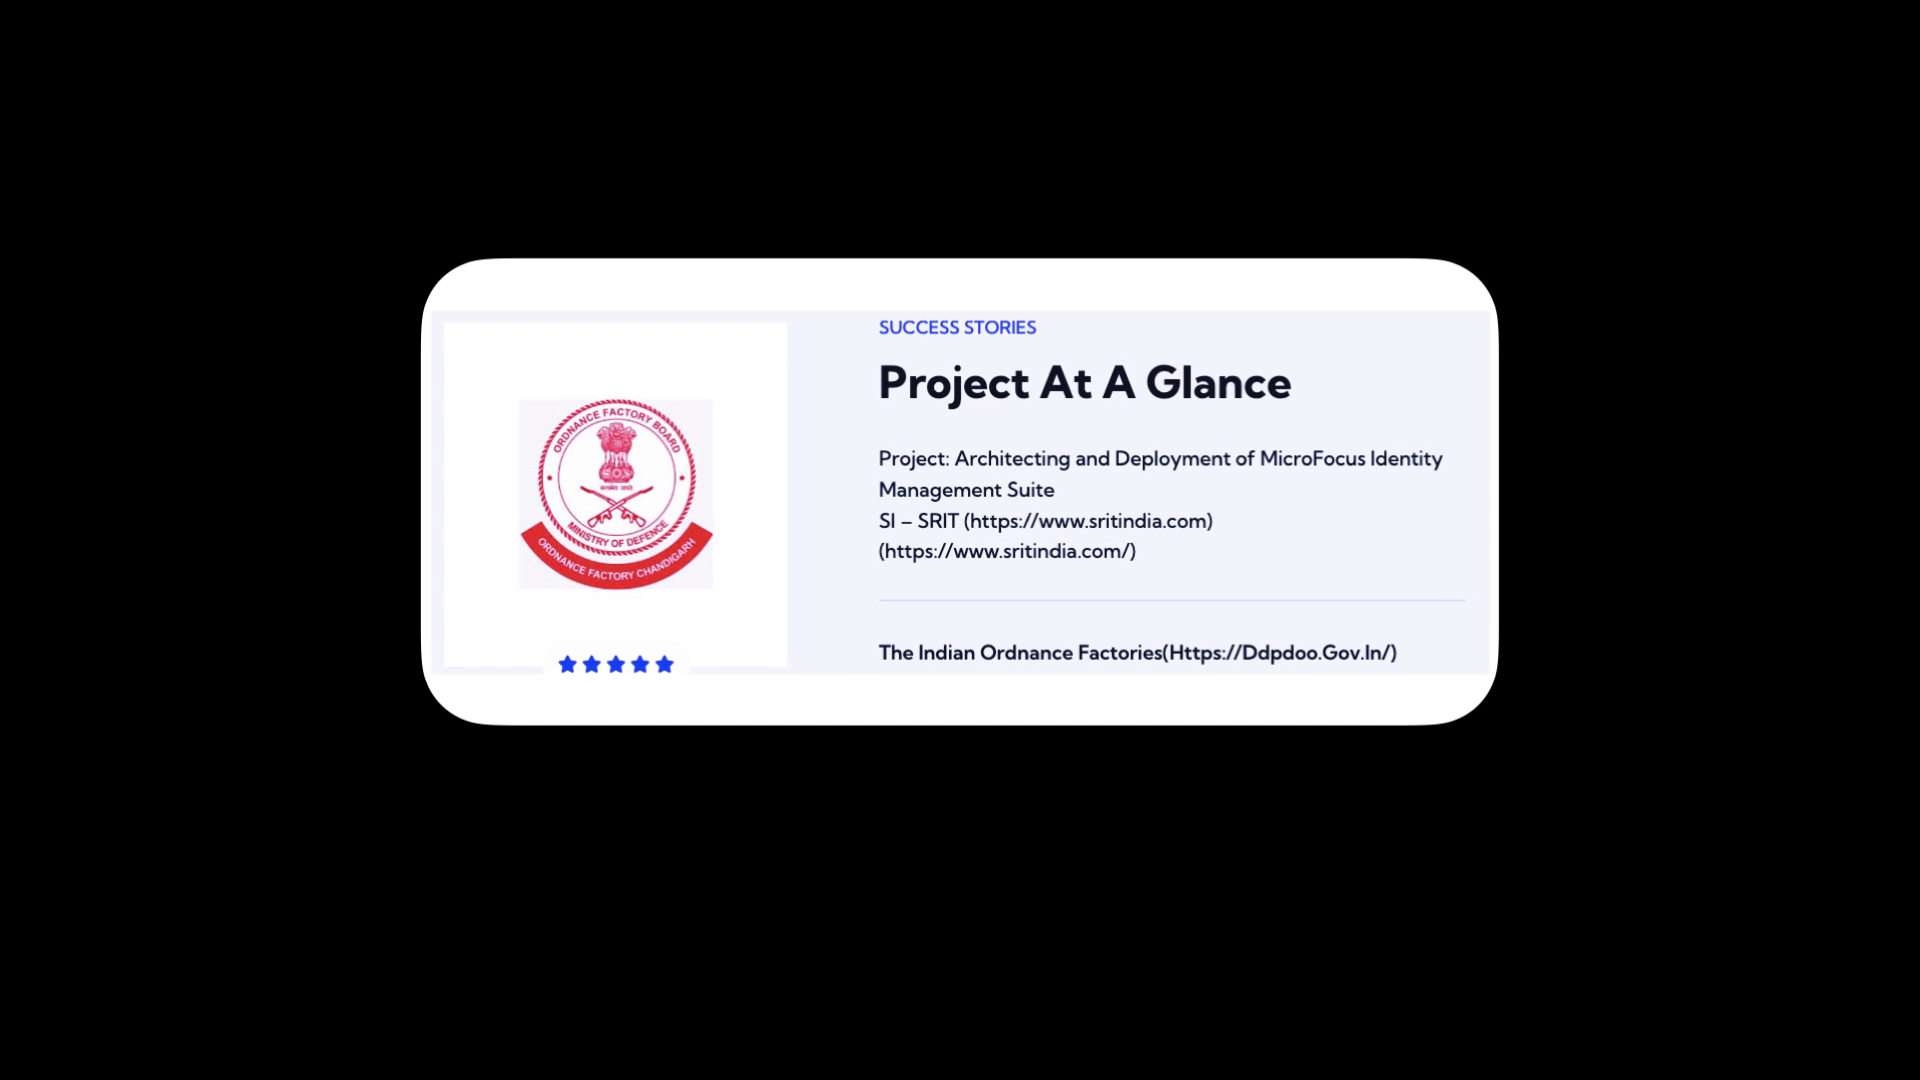 ORDNANCE FACTORY BOARD
MINISTRY OF DEFENCE
ORDNANCE FACTORY CHANDIGARH
SUCCESS STORIES
Project At A Glance
Project: Architecting and Deployment of MicroFocus Identity
Management Suite
SI – SRIT (https://www.sritindia.com)
(https://www.sritindia.com/)
The Indian Ordnance Factories(Https://Ddpdoo.Gov.In/)